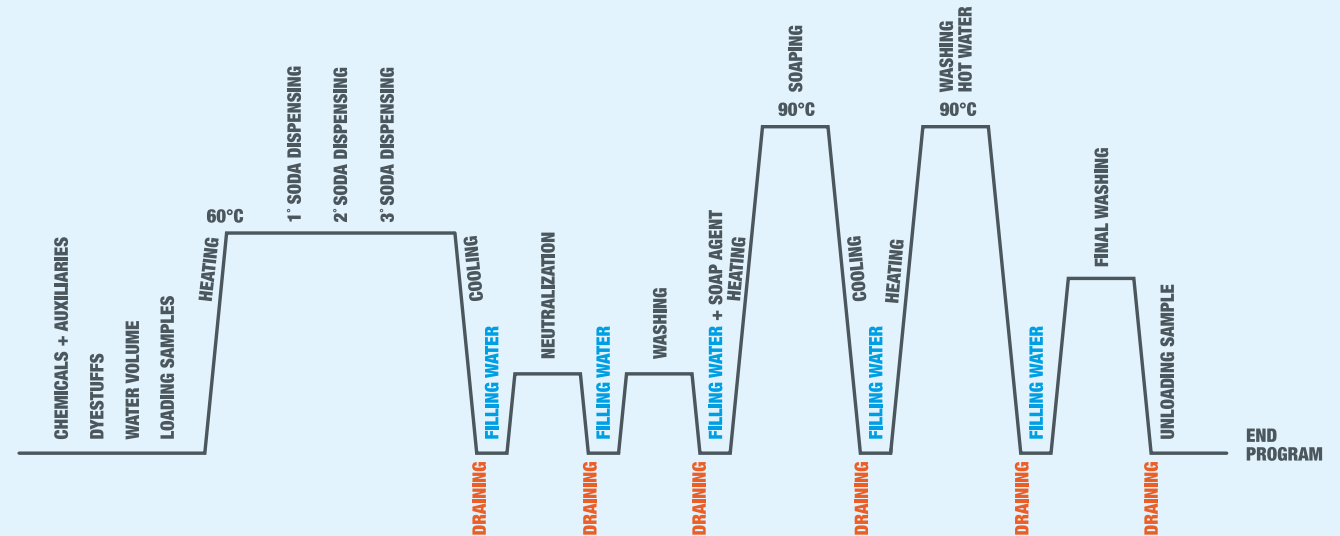 CHEMICALS + AUXILIARIES
DYESTUFFS
WATER VOLUME
LOADING SAMPLES
HEATING
60°C
1° SODA DISPENSING
2° SODA DISPENSING
3° SODA DISPENSING
COOLING
DRAINING
FILLING WATER
NEUTRALIZATION
DRAINING
FILLING WATER
WASHING
DRAINING
FILLING WATER + SOAP AGENT
HEATING
SOAPING
90°C
COOLING
DRAINING
FILLING WATER
HEATING
WASHING
HOT WATER
90°C
DRAINING
FILLING WATER
FINAL WASHING
DRAINING
UNLOADING SAMPLE
END
PROGRAM